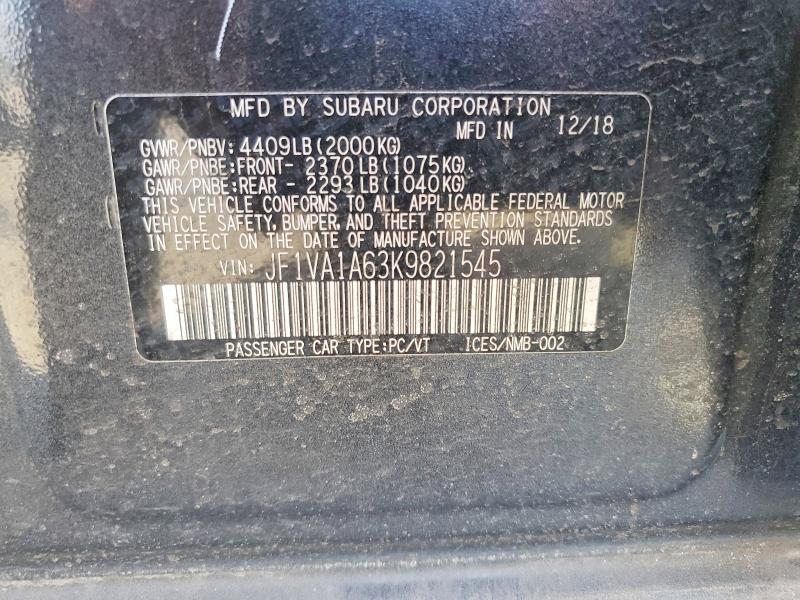 MFD BY SUBARU CORPORATION
MFD IN 12/18
GVWR/PNBV: 4409LB(2000KG)
GAWR/PNBE:FRONT- 2370LB(1075KG)
GAWR/PNBE:REAR - 2293LB(1040KG)
THIS VEHICLE CONFORMS TO ALL APPLICABLE FEDERAL MOTOR
VEHICLE SAFETY, BUMPER, AND THEFT PREVENTION STANDARDS
IN EFFECT ON THE DATE OF MANUFACTURE SHOWN ABOVE.
VIN: JF1VA1A63K9821545
PASSENGER CAR TYPE:PC/VT ICES/NMB-002